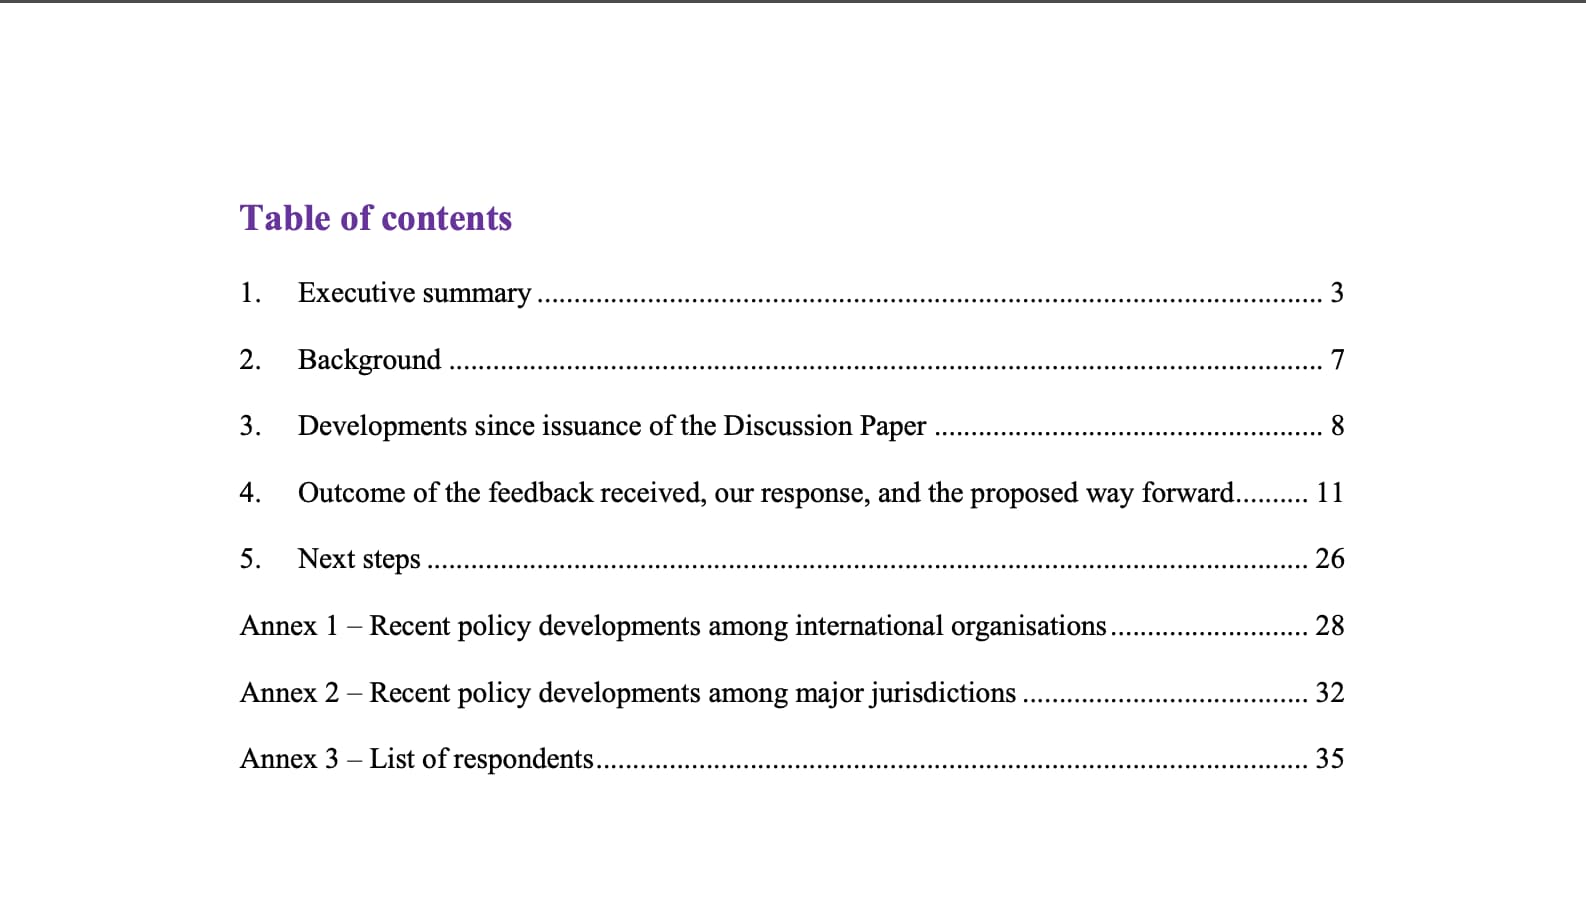 Table of contents
1. Executive summary ........................................................................................................... 3
2. Background ....................................................................................................................... 7
3. Developments since issuance of the Discussion Paper ..................................................... 8
4. Outcome of the feedback received, our response, and the proposed way forward.......... 11
5. Next steps ........................................................................................................................ 26
Annex 1 – Recent policy developments among international organisations........................... 28
Annex 2 – Recent policy developments among major jurisdictions ....................................... 32
Annex 3 – List of respondents................................................................................................. 35